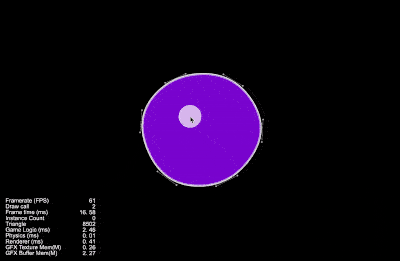 Framerate (FPS) 61
Draw call 2
Frame time (ms) 16. 58
Instance Count 0
Triangle 8502
Game Logic (ms) 2. 46
Physics (ms) 0. 01
Renderer (ms) 0. 41
GFX Texture Mem(M) 0. 26
GFX Buffer Mem(M) 2. 27